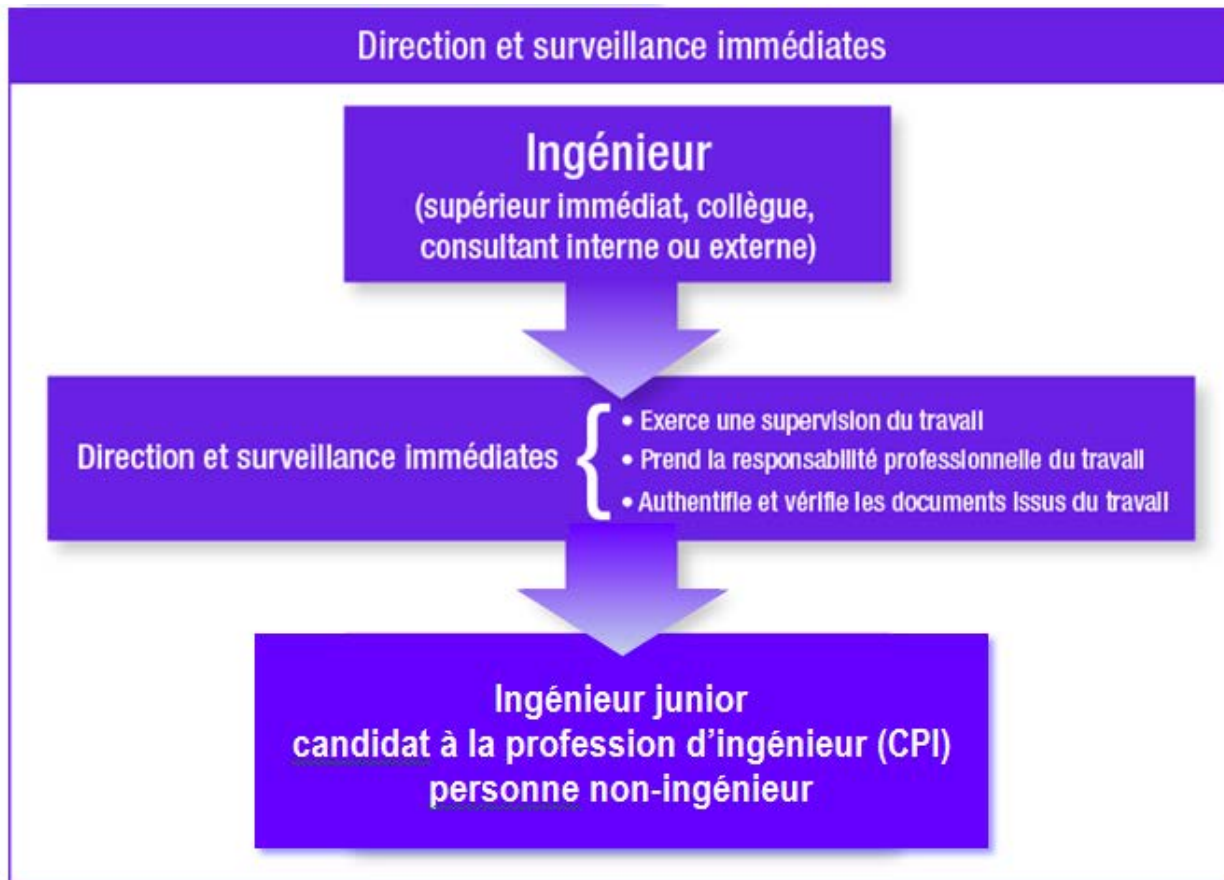 Direction et surveillance immédiates
Ingénieur
(supérieur immédiat, collègue,
consultant interne ou externe)
Direction et surveillance immédiates {
• Exerce une supervision du travail
• Prend la responsabilité professionnelle du travail
• Authentifie et vérifie les documents issus du travail
Ingénieur junior
candidat à la profession d’ingénieur (CPI)
personne non-ingénieur